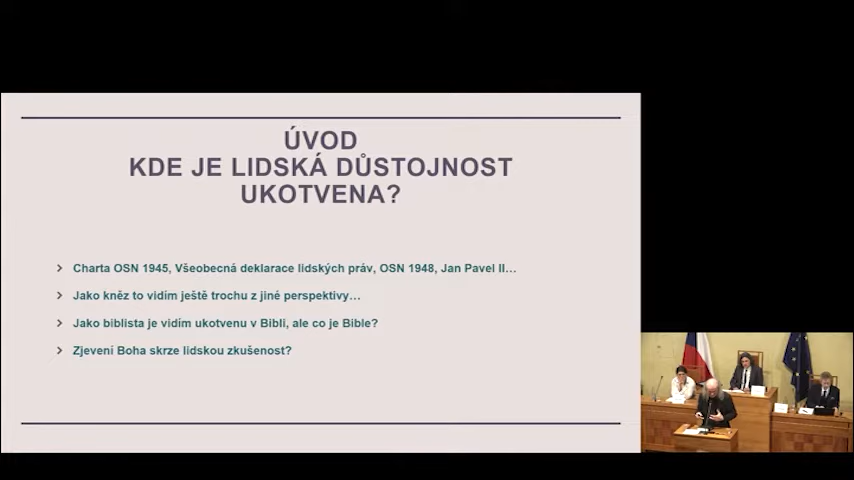 ÚVOD
KDE JE LIDSKÁ DŮSTOJNOST
UKOTVENA?
Charta OSN 1945, Všeobecná deklarace lidských práv, OSN 1948, Jan Pavel II...
Jako kněz to vidím ještě trochu z jiné perspektivy...
Jako biblista je vidím ukotvenu v Bibli, ale co je Bible?
Zjevení Boha skrze lidskou zkušenost?